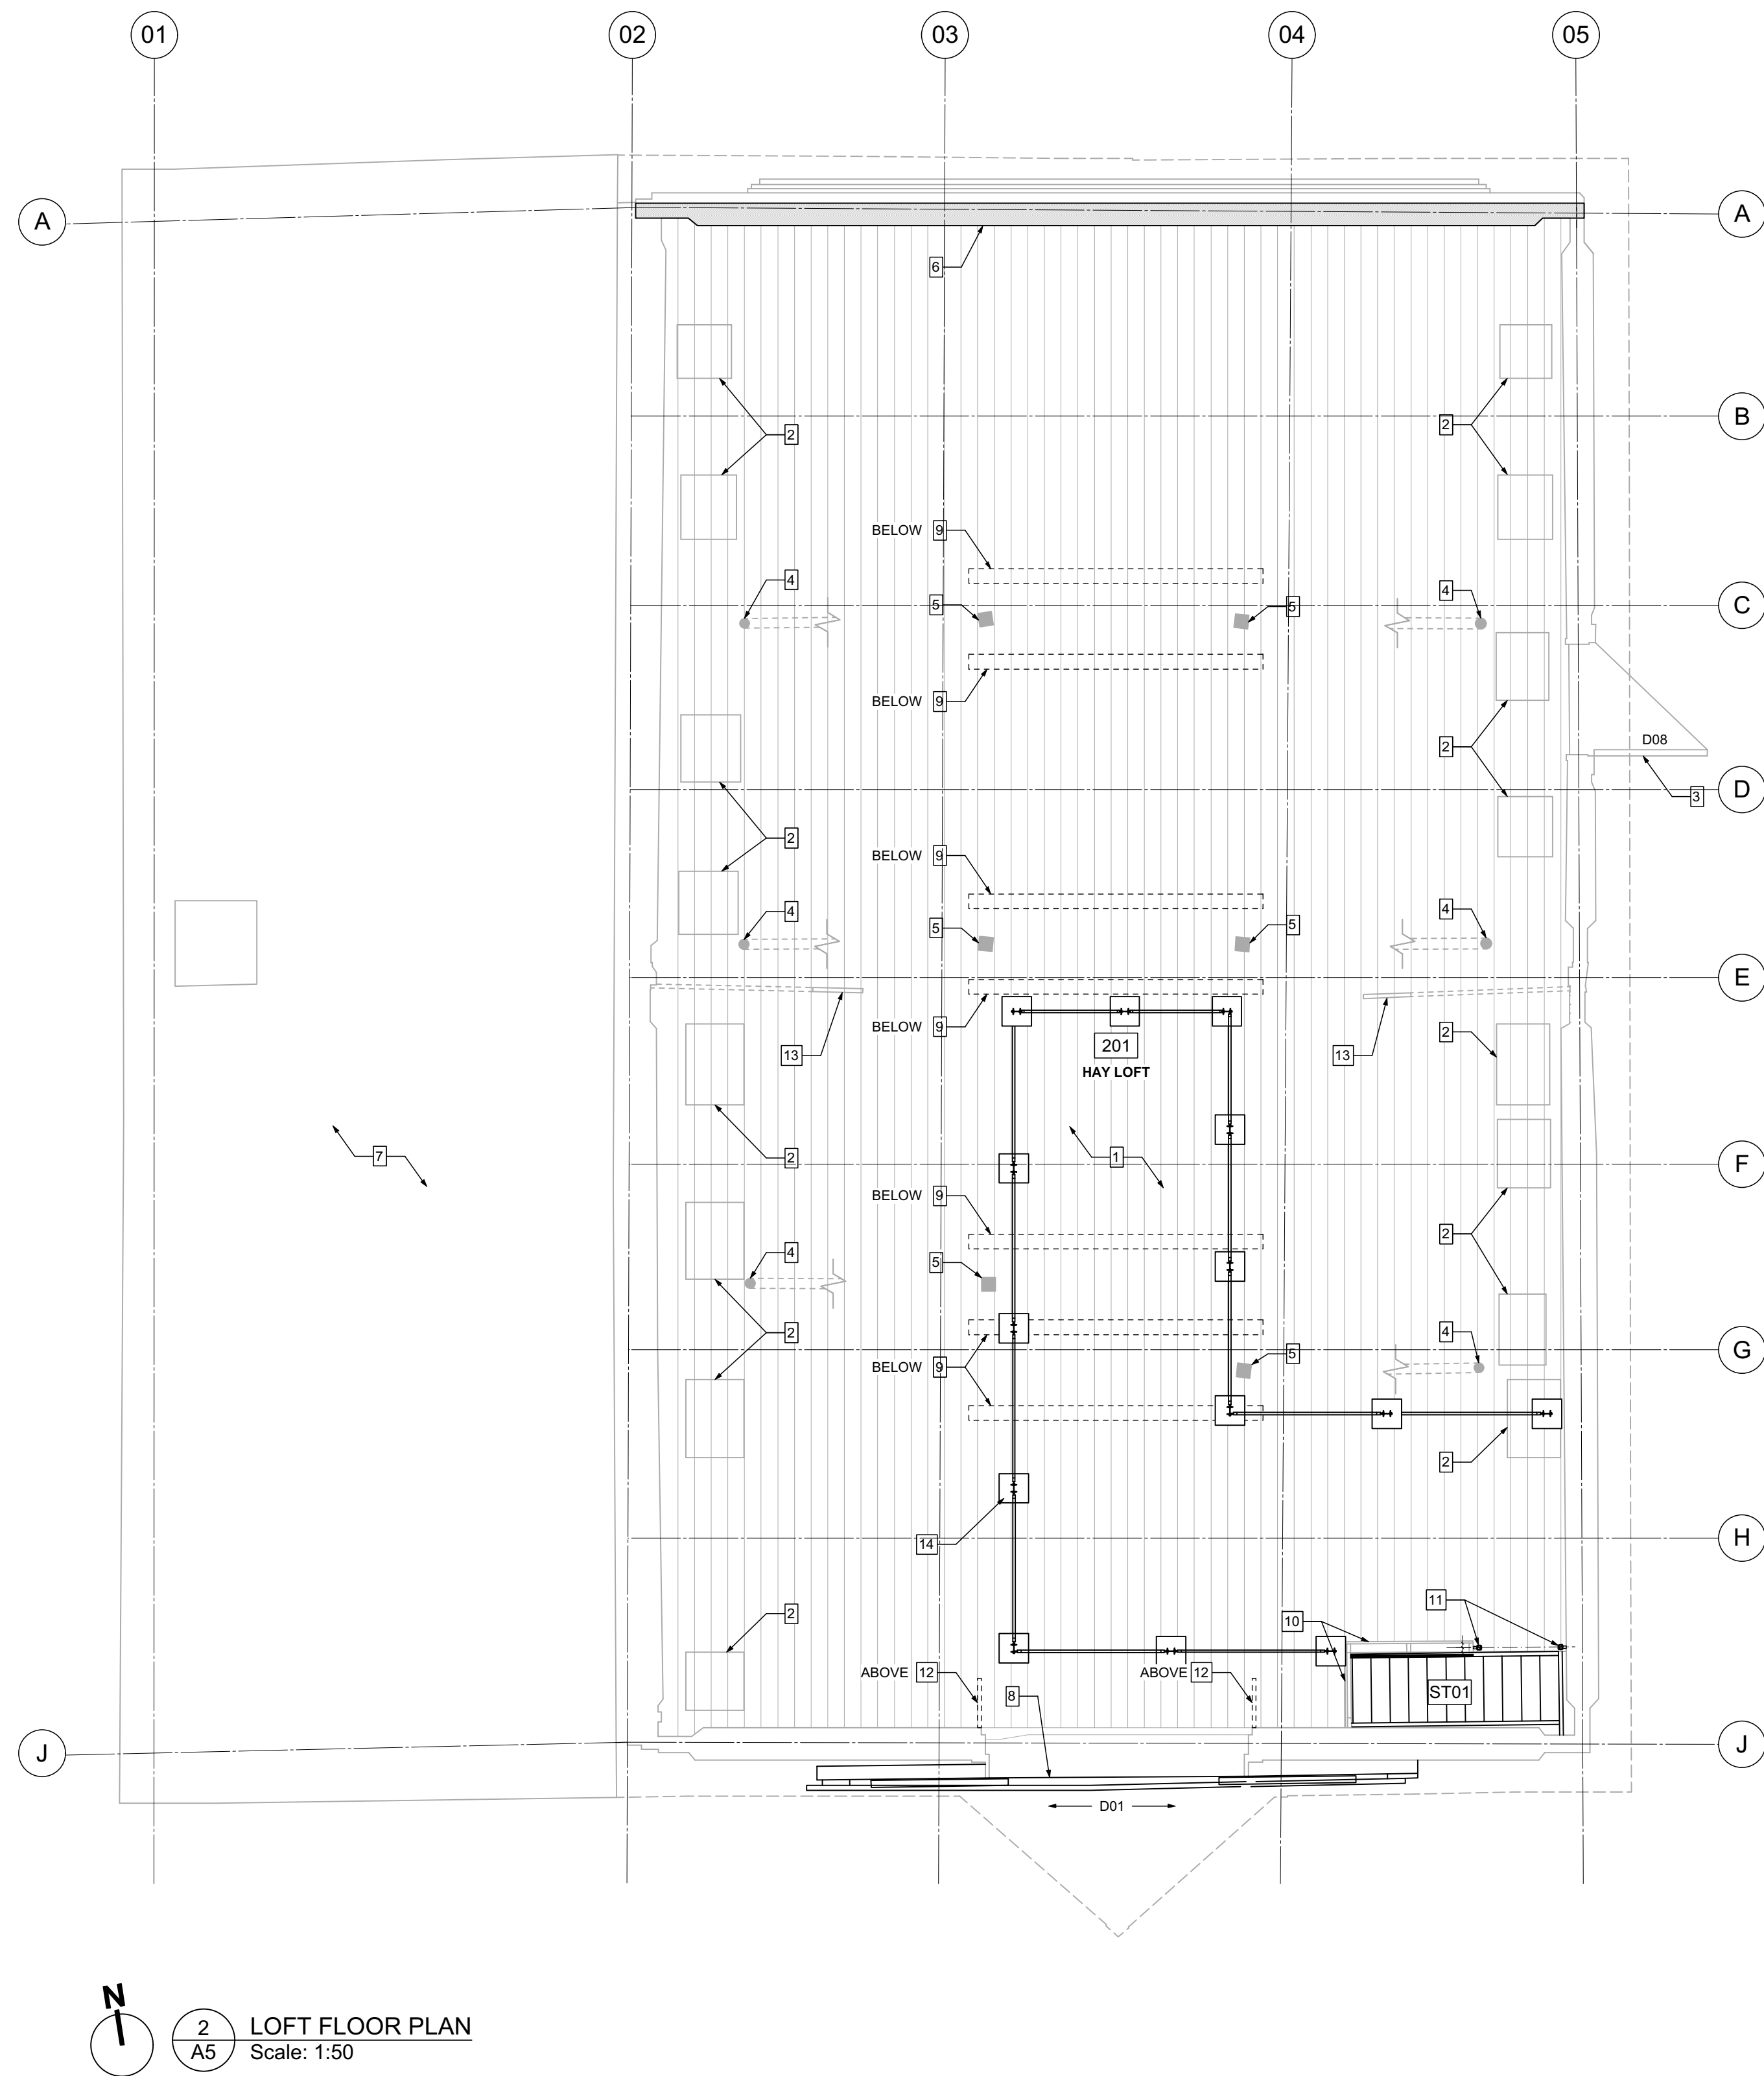 01 02 03 04 05
A A
6
B
2 2
BELOW 9
4 4
5 5 C
BELOW 9
2 D08
D
3
2
BELOW 9
4 4
5 5
E
BELOW 9
2
201
13 13
HAY LOFT
7 1
2 F
BELOW 9
2
4
5
2 4
G
BELOW 9 5
2
H
14
11
2 10
ABOVE 12 ABOVE 12
8 ST01
J J
D01
N
2 LOFT FLOOR PLAN
A5 Scale: 1:50